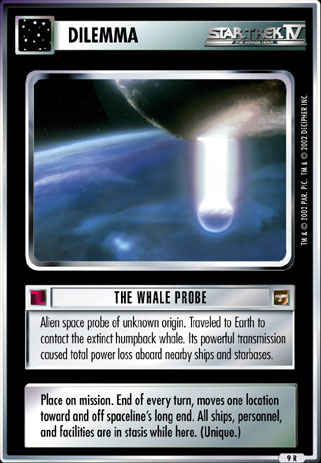 DILEMMA
STAR TREK IV
THE VOYAGE HOME
TM & © 2002 PAR. PIC. TM & © 2002 DECIPHER INC.
THE WHALE PROBE
Alien space probe of unknown origin. Traveled to Earth to
contact the extinct humpback whale. Its powerful transmission
caused total power loss aboard nearby ships and starbases.
Place on mission. End of every turn, moves one location
toward and off spaceline's long end. All ships, personnel,
and facilities are in stasis while here. (Unique.)
9 R